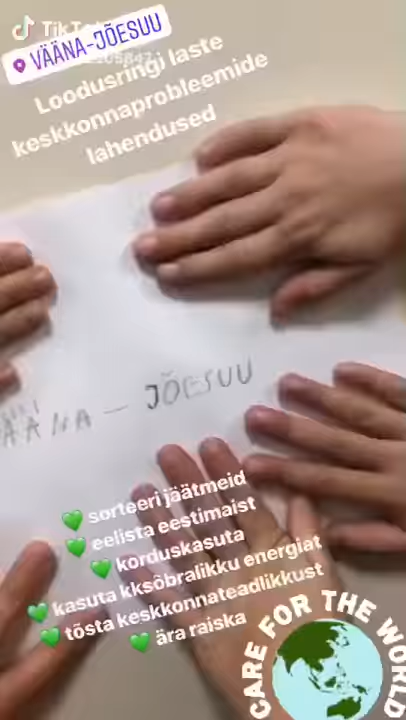 TikTok
VÄÄNA-JÕESUU
Loodusringi laste
keskkonnaprobleemide
lahendused
VÄÄNA – JÕESUU
💚 sorteeri jäätmeid
💚 eelista eestimaist
💚 korduskasuta
💚 kasuta kksõbralikku energiat
💚 tõsta keskkonnateadlikkust
💚 ära raiska
CARE FOR THE WORLD